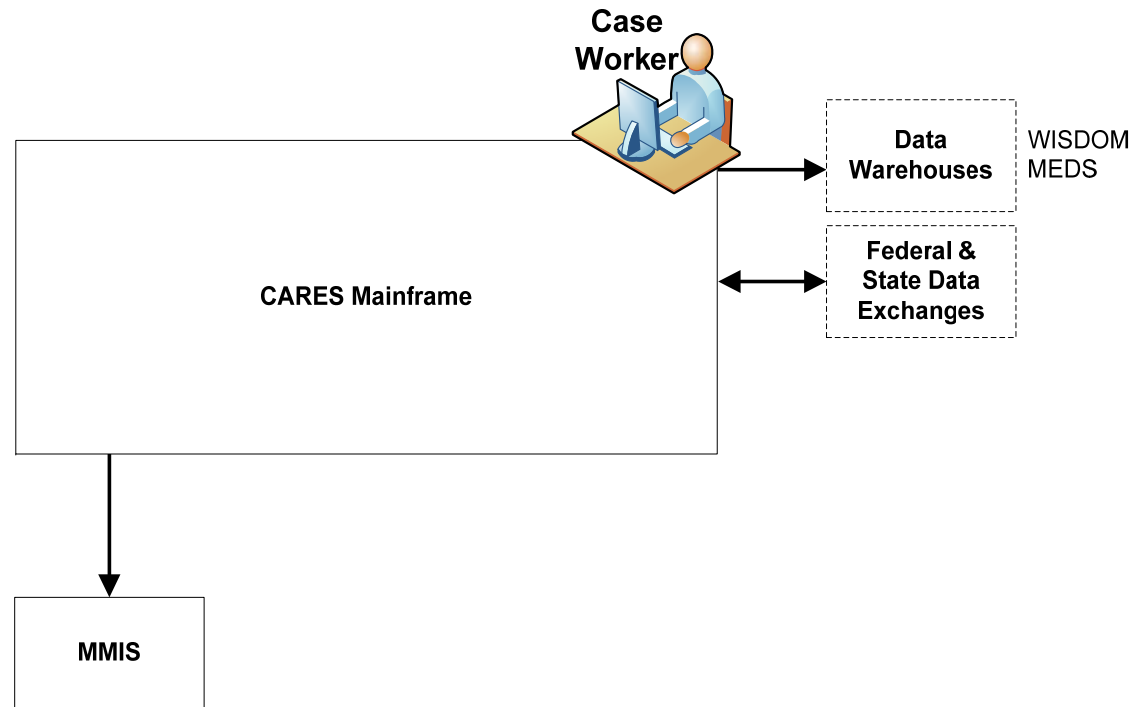 Case
Worker
Data
Warehouses
WISDOM
MEDS
Federal &
State Data
Exchanges
CARES Mainframe
MMIS